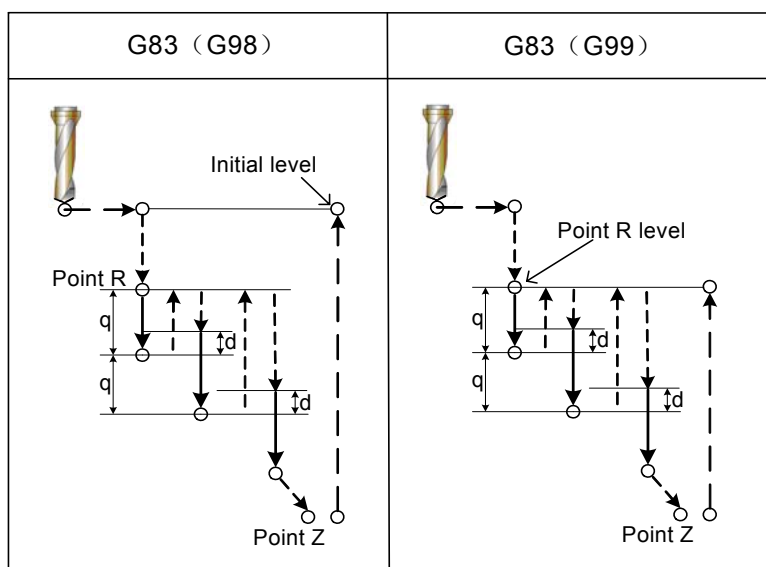 G83（G98）
G83（G99）
Initial level
Point R
q
d
q
d
Point Z
Point R level
q
d
q
d
Point Z